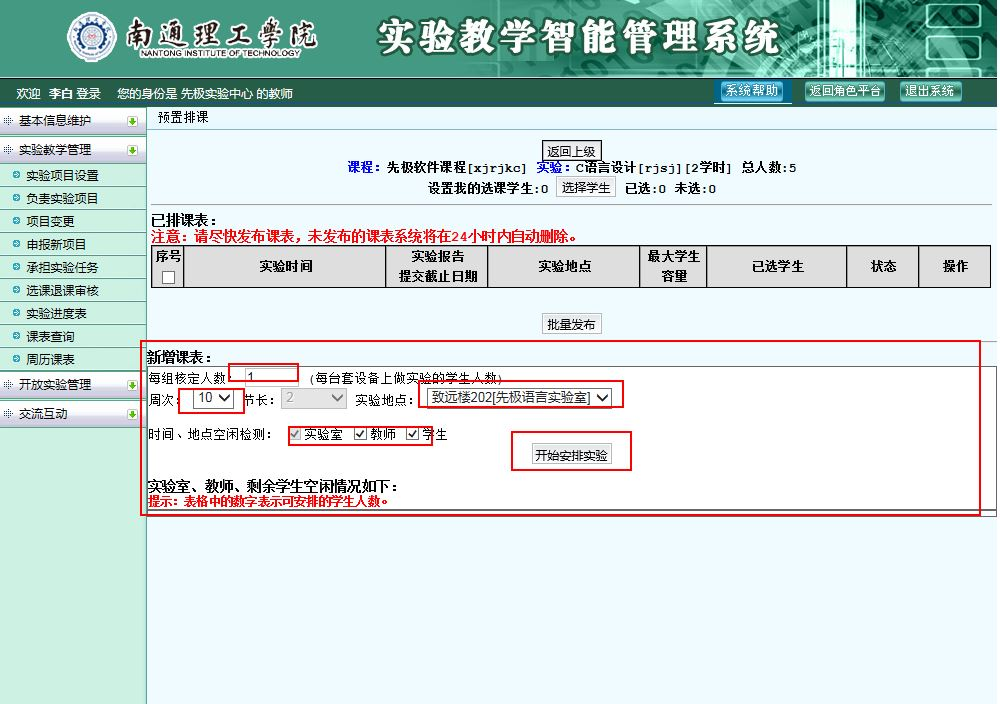 南通理工学院
NANTONG INSTITUTE OF TECHNOLOGY
实验教学智能管理系统
欢迎 李白 登录 您的身份是 先极实验中心 的教师
系统帮助 返回角色平台 退出系统
基本信息维护
实验教学管理
实验项目设置
负责实验项目
项目变更
申报新项目
承担实验任务
选课退课审核
实验进度表
课表查询
周历课表
开放实验管理
交流互动
预置排课
返回上级
课程：先极软件课程[xjrjkc] 实验：C语言设计[rjsj][2学时] 总人数:5
设置我的选课学生:0 选择学生 已选:0 未选:0
已排课表：
注意：请尽快发布课表，未发布的课表系统将在24小时内自动删除。
序号 实验时间 实验报告提交截止日期 实验地点 最大学生容量 已选学生 状态 操作
批量发布
新增课表：
每组核定人数： 1 （每台套设备上做实验的学生人数）
周次： 10 节长： 2 实验地点： 致远楼202[先极语言实验室]
时间、地点空闲检测： 实验室 教师 学生
开始安排实验
实验室、教师、剩余学生空闲情况如下：
提示：表格中的数字表示可安排的学生人数。